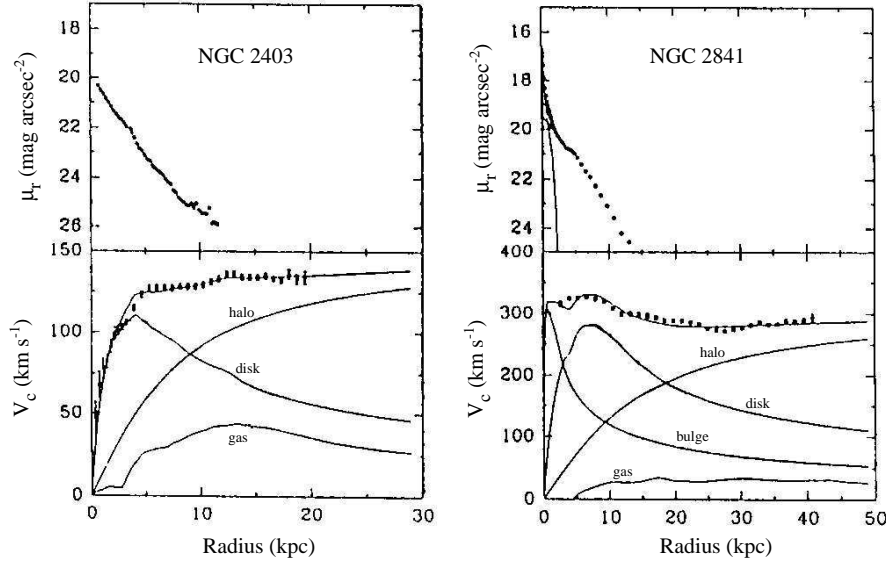 NGC 2403
μr (mag arcsec-2)
18
20
22
24
26
150
100
50
0
Vc (km s-1)
halo
disk
gas
0
10
20
30
Radius (kpc)
NGC 2841
μr (mag arcsec-2)
16
18
20
22
400
300
200
100
0
Vc (km s-1)
halo
disk
bulge
gas
0
10
20
30
40
50
Radius (kpc)